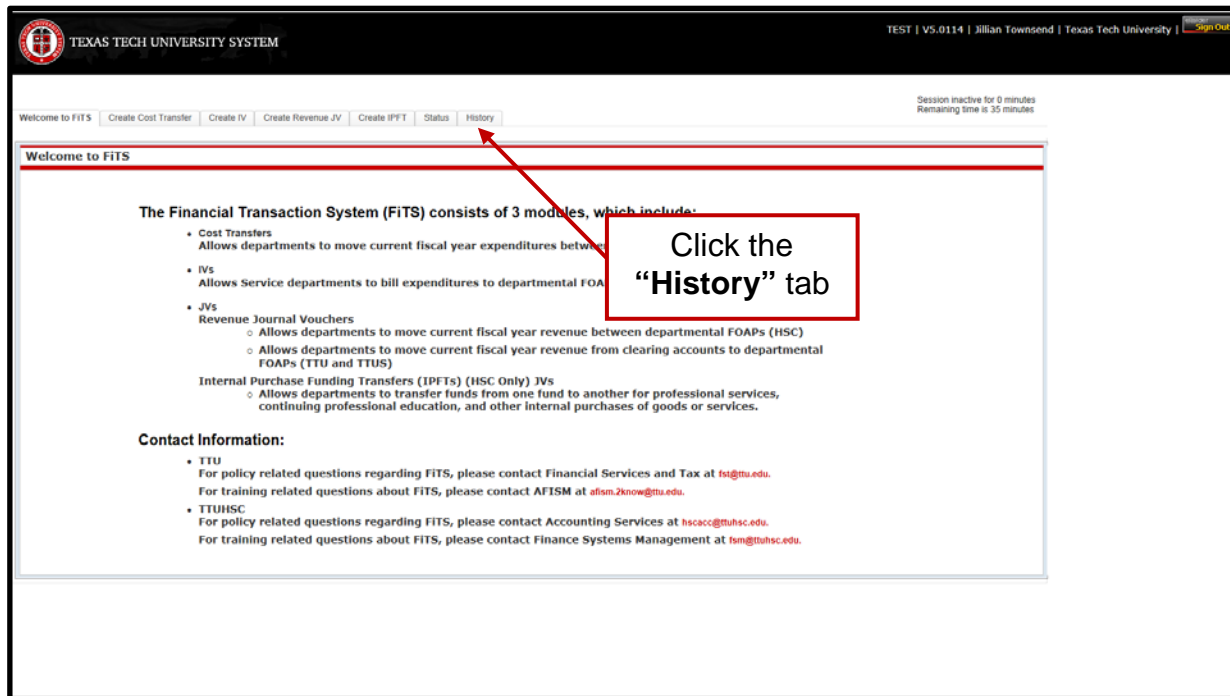 TEXAS TECH UNIVERSITY SYSTEM
TEST | V5.0114 | Jillian Townsend | Texas Tech University | Sign Out
Session inactive for 0 minutes
Remaining time is 35 minutes
Welcome to FiTS Create Cost Transfer Create IV Create Revenue JV Create IPFT Status History
Welcome to FiTS
The Financial Transaction System (FiTS) consists of 3 modules, which include:
• Cost Transfers
Allows departments to move current fiscal year expenditures
• IVs
Allows Service departments to bill expenditures to departmental
• JVs
Revenue Journal Vouchers
○ Allows departments to move current fiscal year revenue between departmental FOAPs (HSC)
○ Allows departments to move current fiscal year revenue from clearing accounts to departmental
FOAPs (TTU and TTUS)
Internal Purchase Funding Transfers (IPFTs) (HSC Only) JVs
○ Allows departments to transfer funds from one fund to another for professional services,
continuing professional education, and other internal purchases of goods or services.
Click the
“History” tab
Contact Information:
• TTU
For policy related questions regarding FiTS, please contact Financial Services and Tax at fst@ttu.edu.
For training related questions about FiTS, please contact AFISM at afism.2know@ttu.edu.
• TTUHSC
For policy related questions regarding FiTS, please contact Accounting Services at hscacc@ttuhsc.edu.
For training related questions about FiTS, please contact Finance Systems Management at fsm@ttuhsc.edu.